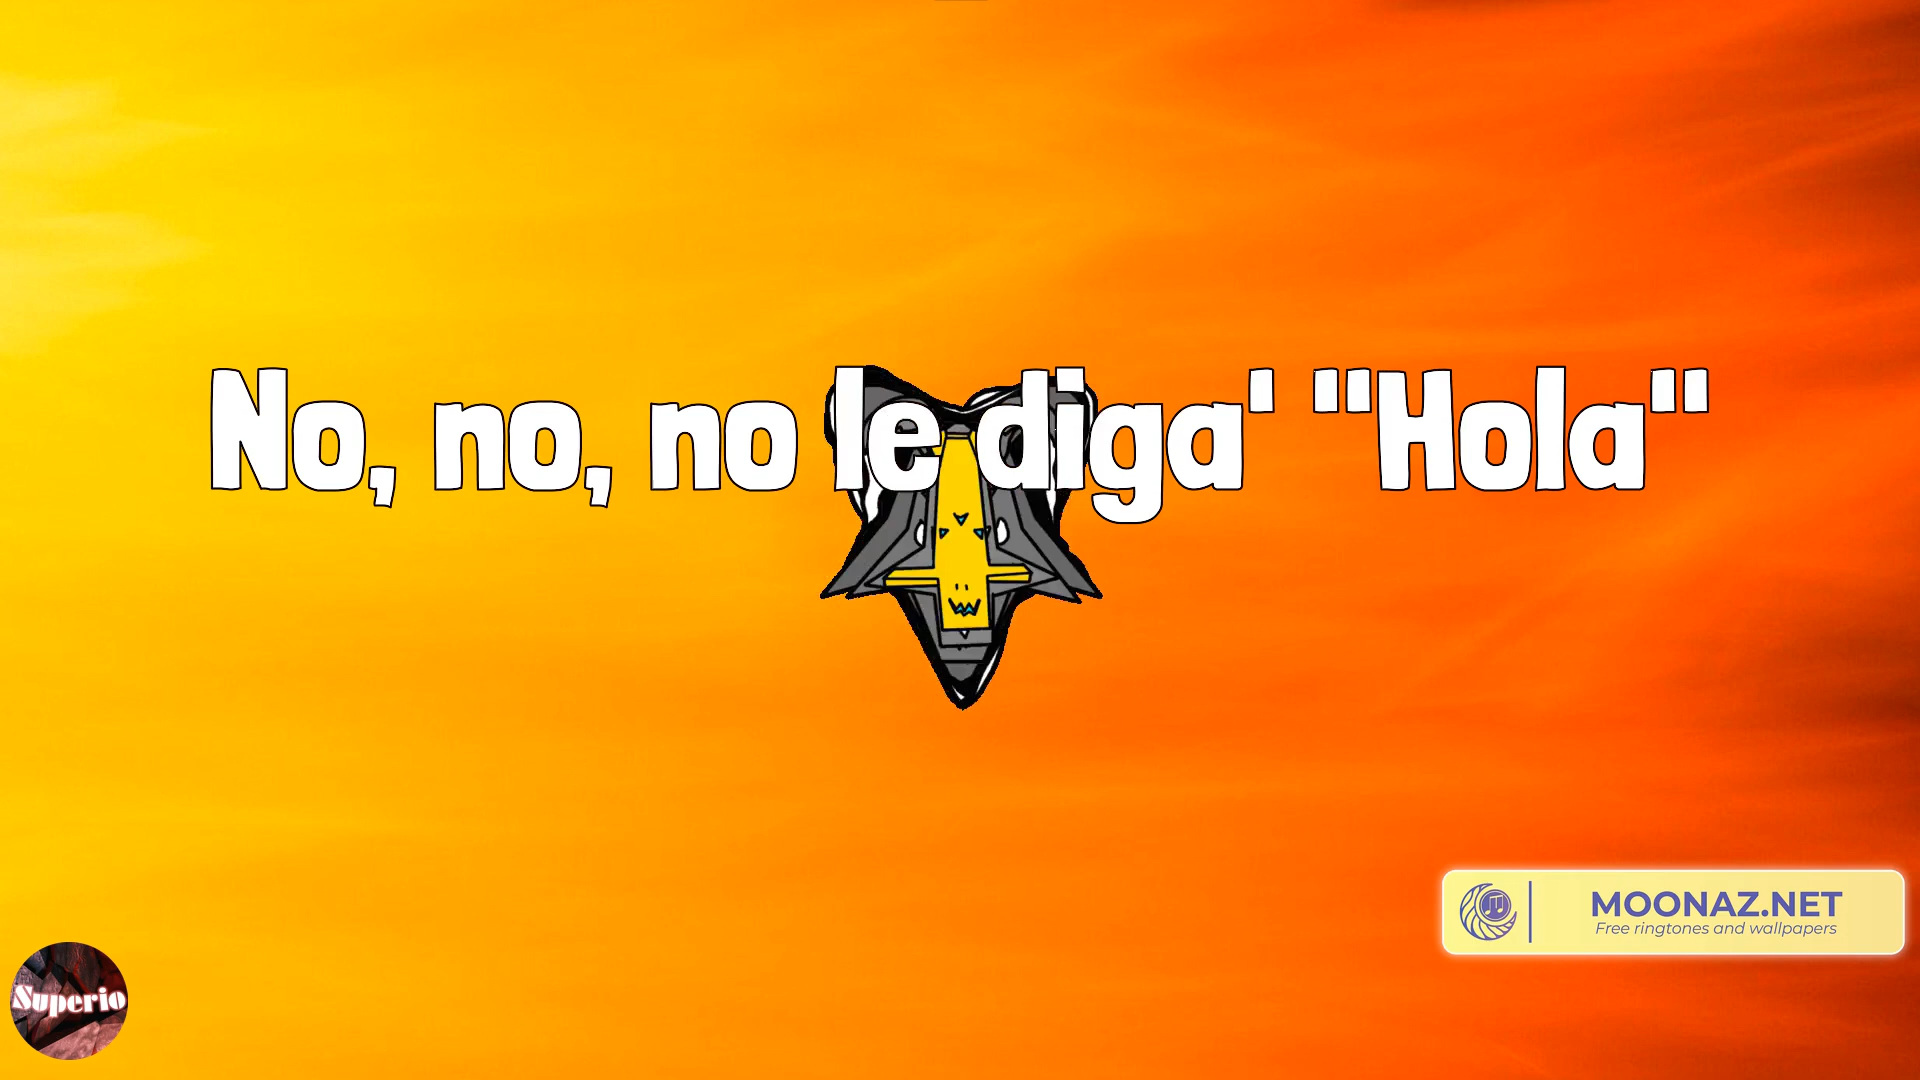 No, no, no le diga' "Hola"
MOONAZ.NET
Free ringtones and wallpapers
Superio